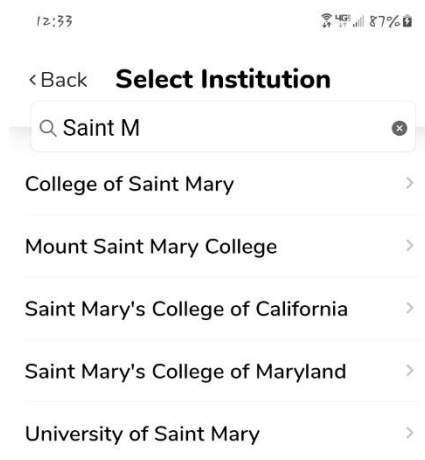 12:33 4G 87%
Back Select Institution
Saint M
College of Saint Mary
Mount Saint Mary College
Saint Mary's College of California
Saint Mary's College of Maryland
University of Saint Mary